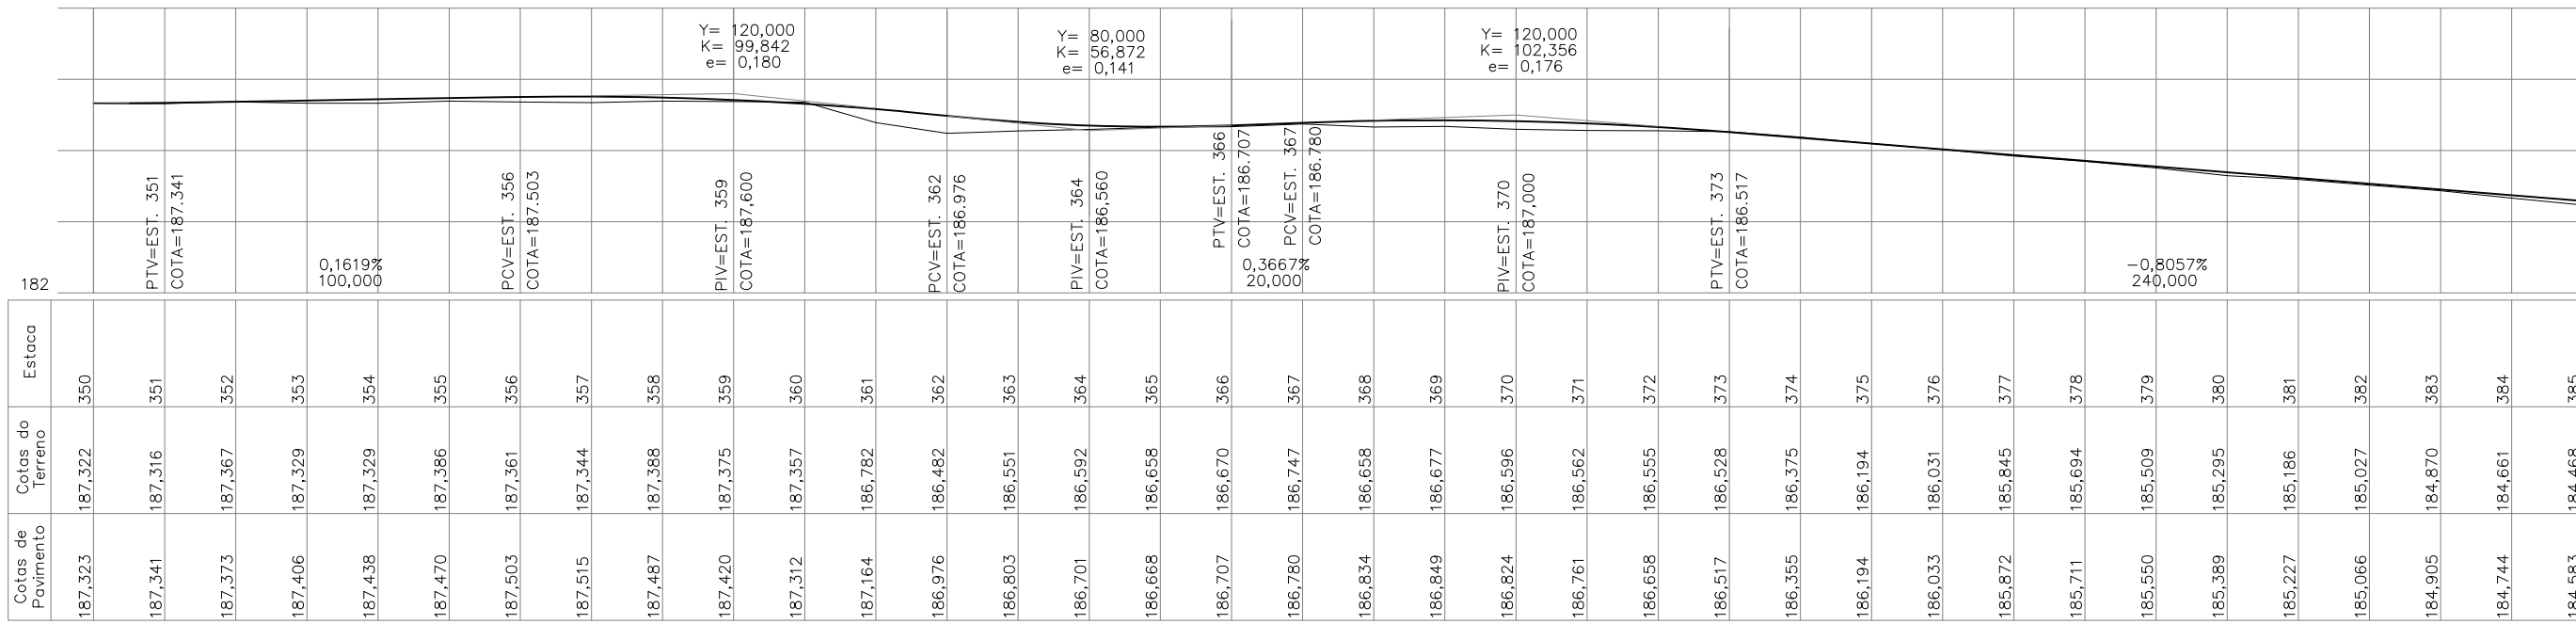 Y= 120,000
K= 99,842
e= 0,180
Y= 80,000
K= 56,872
e= 0,141
Y= 120,000
K= 102,356
e= 0,176
PTV=EST. 351
COTA=187.341
PCV=EST. 356
COTA=187.503
PIV=EST. 359
COTA=187,600
PCV=EST. 362
COTA=186.976
PIV=EST. 364
COTA=186,560
PTV=EST. 366
COTA=186.707
PCV=EST. 367
COTA=186.780
PIV=EST. 370
COTA=187,000
PTV=EST. 373
COTA=186.517
0,1619%
100,000
0,3667%
20,000
-0,8057%
240,000
182
Estaca
350 351 352 353 354 355 356 357 358 359 360 361 362 363 364 365 366 367 368 369 370 371 372 373 374 375 376 377 378 379 380 381 382 383 384 385
Cotas do
Terreno
187,322 187,316 187,367 187,329 187,329 187,386 187,361 187,344 187,388 187,375 187,357 186,782 186,482 186,551 186,592 186,658 186,670 186,747 186,658 186,677 186,596 186,562 186,555 186,528 186,375 186,194 186,031 185,845 185,694 185,509 185,295 185,186 185,027 184,870 184,661 184,468
Cotas de
Pavimento
187,323 187,341 187,373 187,406 187,438 187,470 187,503 187,515 187,487 187,420 187,312 187,164 186,976 186,803 186,701 186,668 186,707 186,780 186,834 186,849 186,824 186,761 186,658 186,517 186,355 186,194 186,033 185,872 185,711 185,550 185,389 185,227 185,066 184,905 184,744 184,583